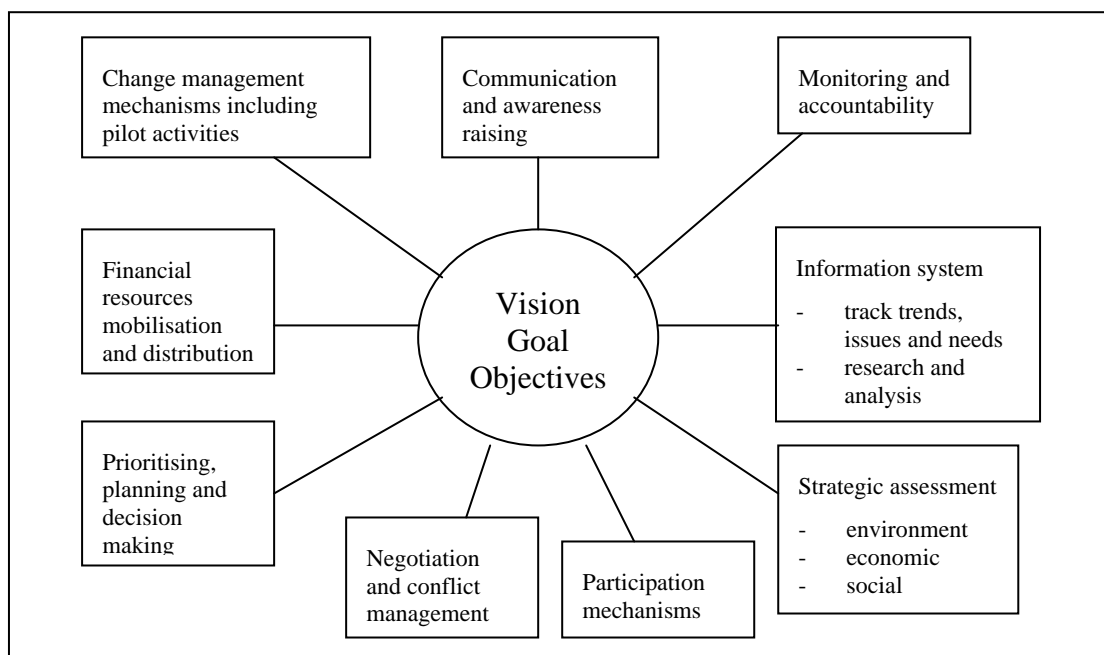 Change management
mechanisms including
pilot activities
Communication
and awareness
raising
Monitoring and
accountability
Financial
resources
mobilisation
and distribution
Vision
Goal
Objectives
Information system
- track trends,
issues and needs
- research and
analysis
Prioritising,
planning and
decision
making
Negotiation
and conflict
management
Participation
mechanisms
Strategic assessment
- environment
- economic
- social